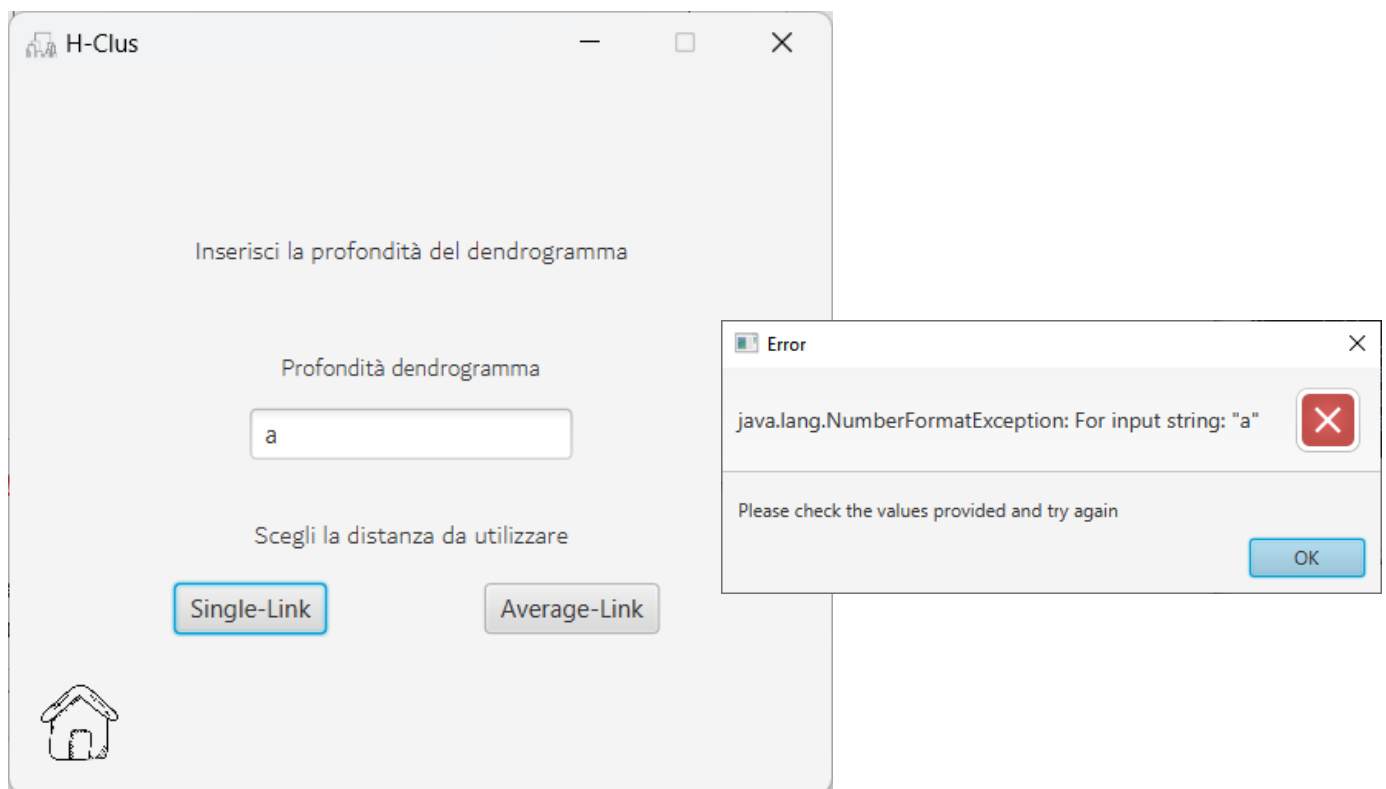 H-Clus
Inserisci la profondità del dendrogramma
Profondità dendrogramma
a
Scegli la distanza da utilizzare
Single-Link
Average-Link
Error
java.lang.NumberFormatException: For input string: "a"
Please check the values provided and try again
OK